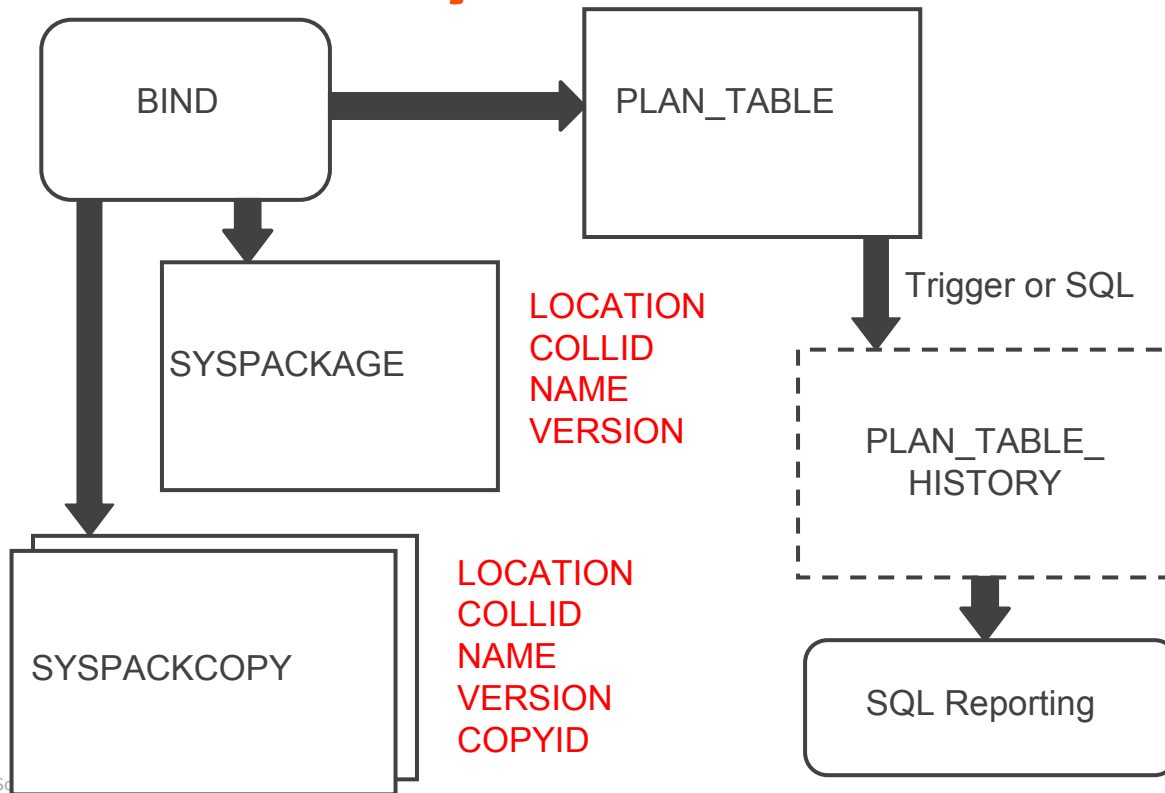 BIND
PLAN_TABLE
Trigger or SQL
SYSPACKAGE
LOCATION
COLLID
NAME
VERSION
PLAN_TABLE_
HISTORY
SYSPACKCOPY
LOCATION
COLLID
NAME
VERSION
COPYID
SQL Reporting